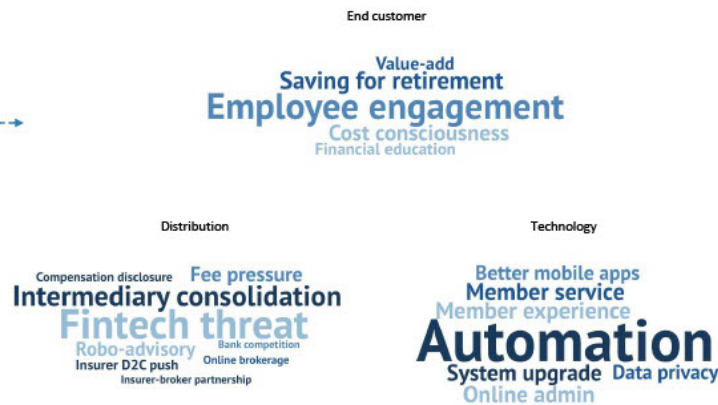 End customer
Value-add
Saving for retirement
Employee engagement
Cost consciousness
Financial education
Distribution
Compensation disclosure Fee pressure
Intermediary consolidation
Fintech threat
Robo-advisory Bank competition
Insurer D2C push Online brokerage
Insurer-broker partnership
Technology
Better mobile apps
Member service
Member experience
Automation
System upgrade Data privacy
Online admin